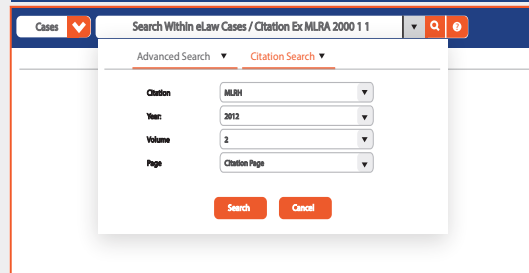 Cases Search Within eLaw Cases / Citation Ex MLRA 2000 1 1 ?
Advanced Search Citation Search
Citation MLRH
Year: 2012
Volume 2
Page Citation Page
Search Cancel